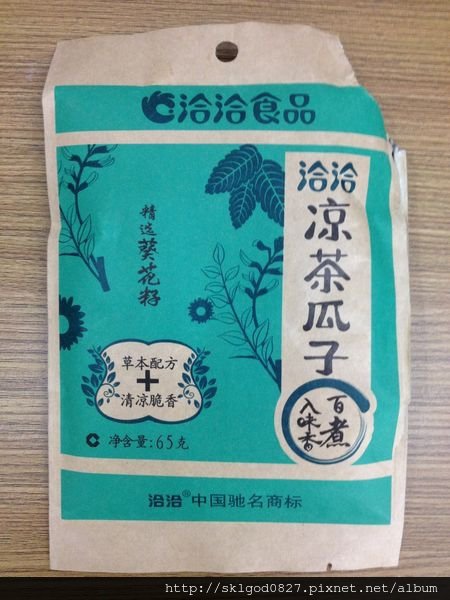 洽洽食品
洽洽
凉茶瓜子
百煮
入味香
精选葵花籽
草本配方
+
清凉脆香
净含量:65克
洽洽®中国驰名商标
http://sklgod0827.pixnet.net/album